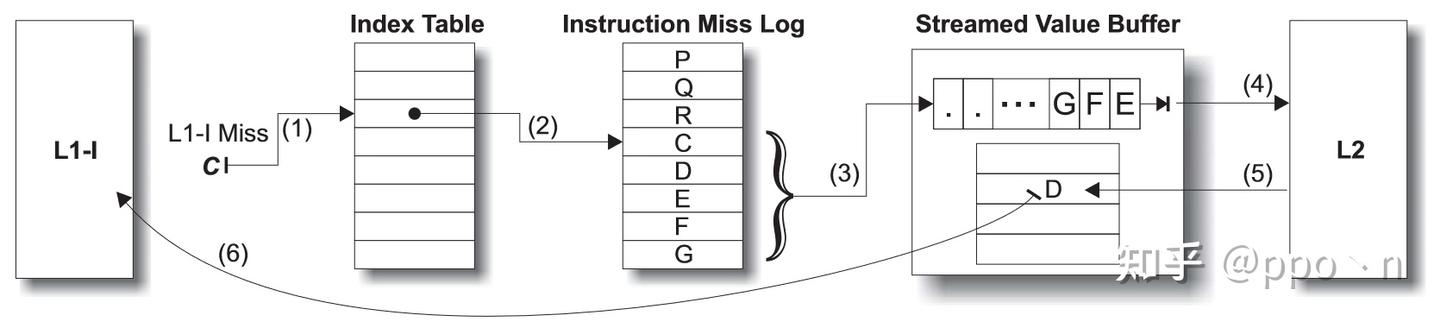 Index Table
Instruction Miss Log
Streamed Value Buffer
L1-I
L1-I Miss
C
(1)
(2)
P
Q
R
C
D
E
F
G
(3)
. . ... G F E
D
(4)
(5)
L2
(6)
知乎 @ppo丶n